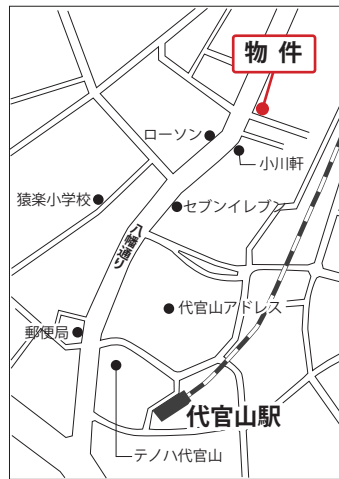 物件
ローソン
小川軒
猿楽小学校
セブンイレブン
八幡通り
代官山アドレス
郵便局
代官山駅
テノハ代官山